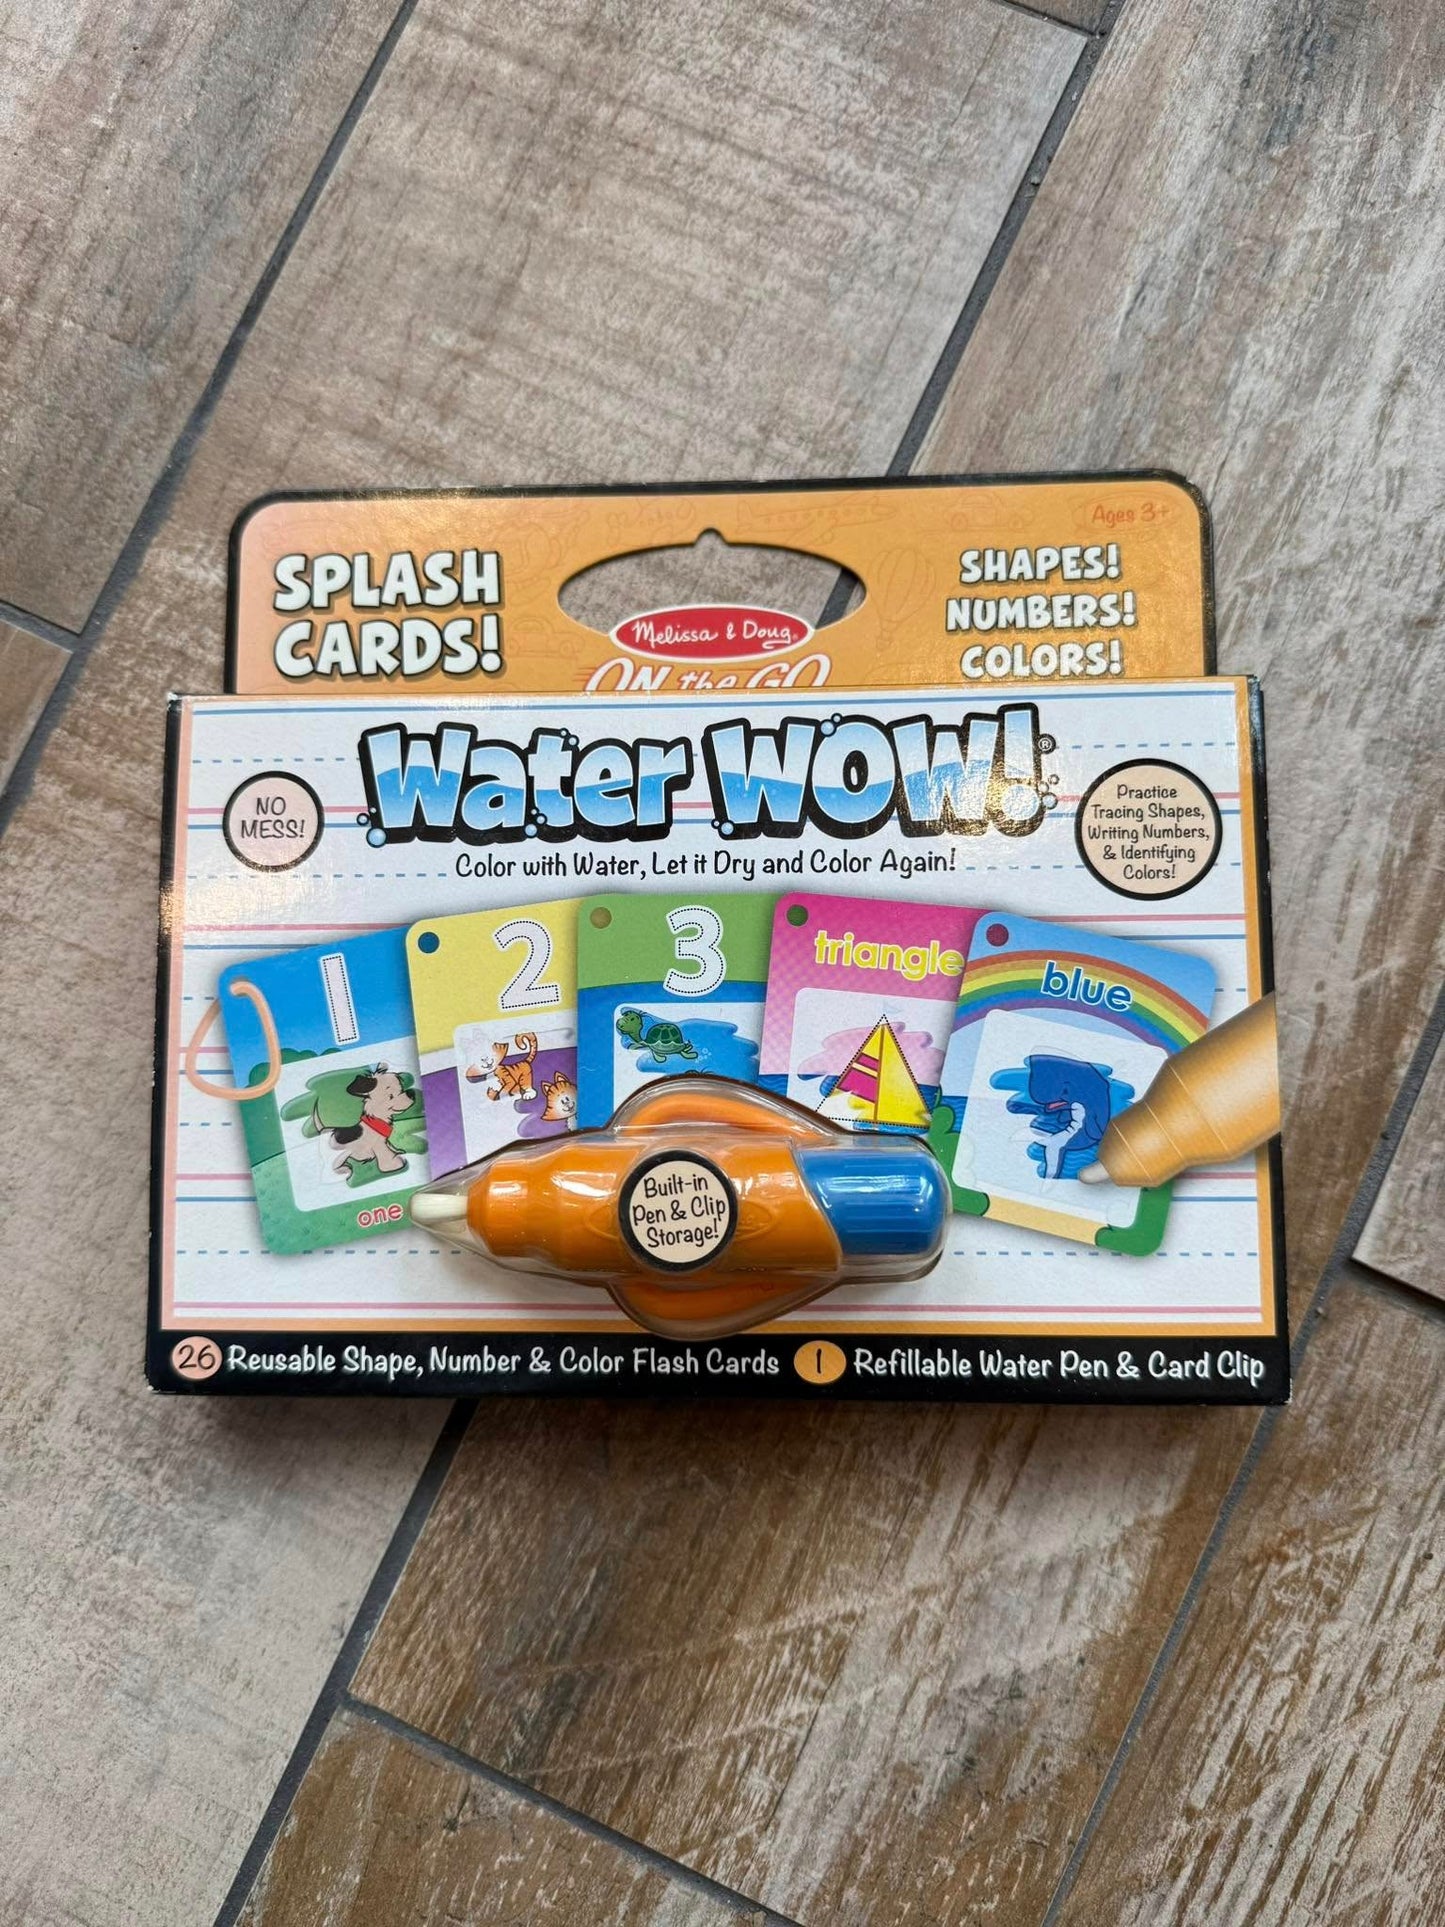 Ages 3+
SPLASH
CARDS!
Melissa & Doug®
ON the GO
SHAPES!
NUMBERS!
COLORS!
Water WOW!®
NO
MESS!
Color with Water, Let it Dry and Color Again!
Practice
Tracing Shapes,
Writing Numbers,
& Identifying
Colors!
1
2
3
triangle
blue
one
Built-in
Pen & Clip
Storage!
26 Reusable Shape, Number & Color Flash Cards 1 Refillable Water Pen & Card Clip